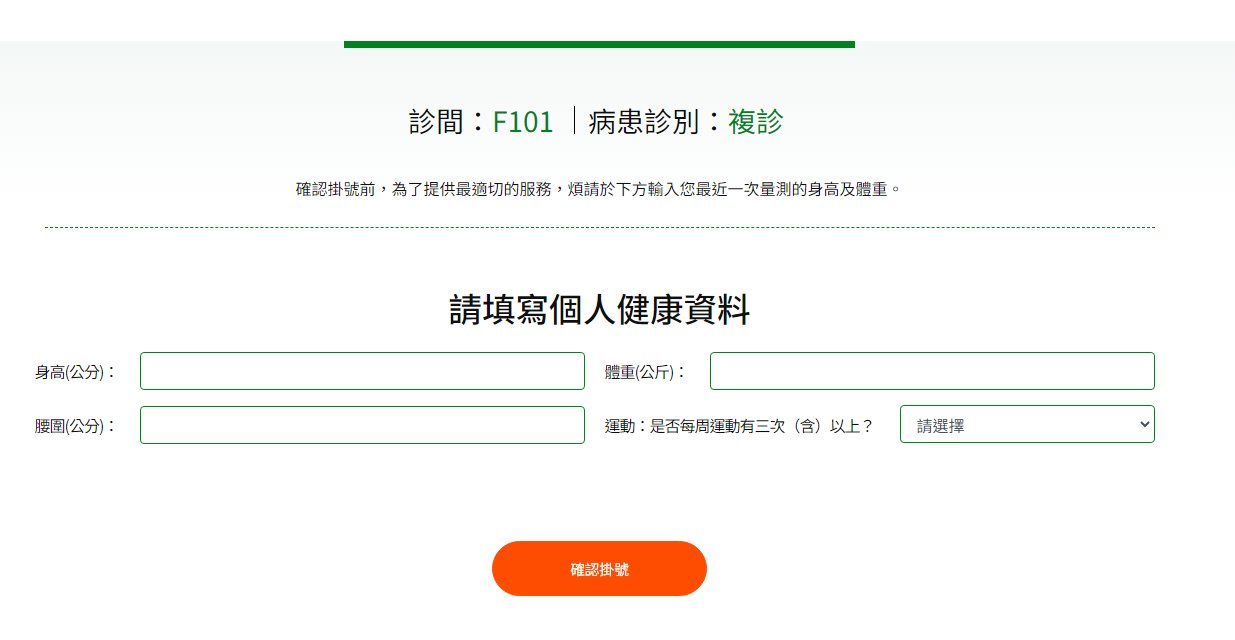 診間：F101 ｜病患診別：複診
確認掛號前，為了提供最適切的服務，煩請於下方輸入您最近一次量測的身高及體重。
請填寫個人健康資料
身高(公分)： 體重(公斤)：
腰圍(公分)： 運動：是否每周運動有三次（含）以上？ 請選擇
確認掛號